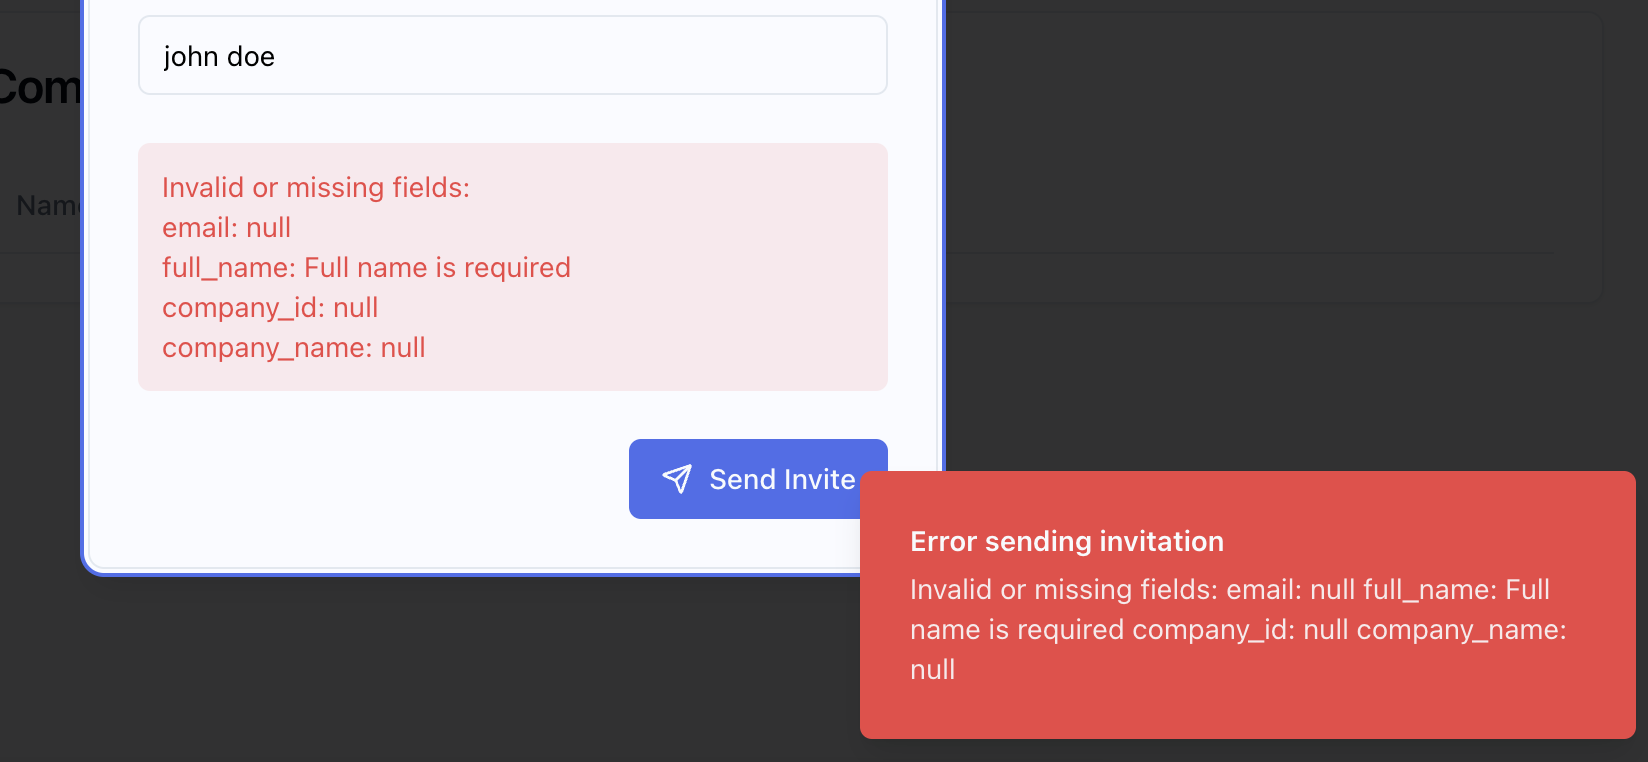 john doe
Com
Name
Invalid or missing fields:
email: null
full_name: Full name is required
company_id: null
company_name: null
Send Invite
Error sending invitation
Invalid or missing fields: email: null full_name: Full
name is required company_id: null company_name:
null